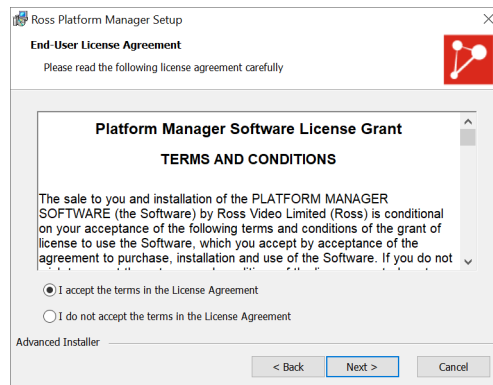 Ross Platform Manager Setup
End-User License Agreement
Please read the following license agreement carefully
Platform Manager Software License Grant
TERMS AND CONDITIONS
The sale to you and installation of the PLATFORM MANAGER
SOFTWARE (the Software) by Ross Video Limited (Ross) is conditional
on your acceptance of the following terms and conditions of the grant of
license to use the Software, which you accept by acceptance of the
agreement to purchase, installation and use of the Software. If you do not
I accept the terms in the License Agreement
I do not accept the terms in the License Agreement
Advanced Installer
< Back
Next >
Cancel